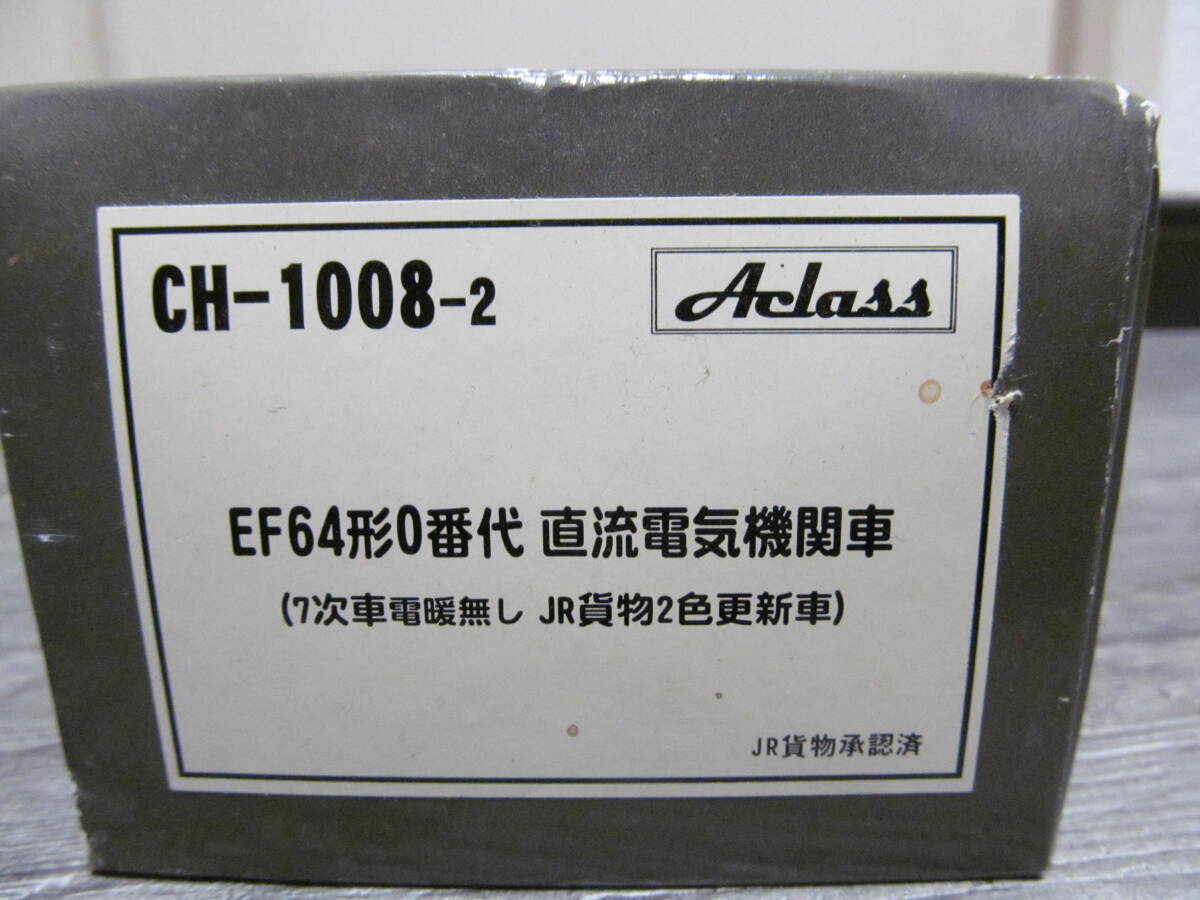 CH-1008-2
Aclass
EF64形0番代 直流電気機関車
(7次車電暖無し JR貨物2色更新車)
JR貨物承認済